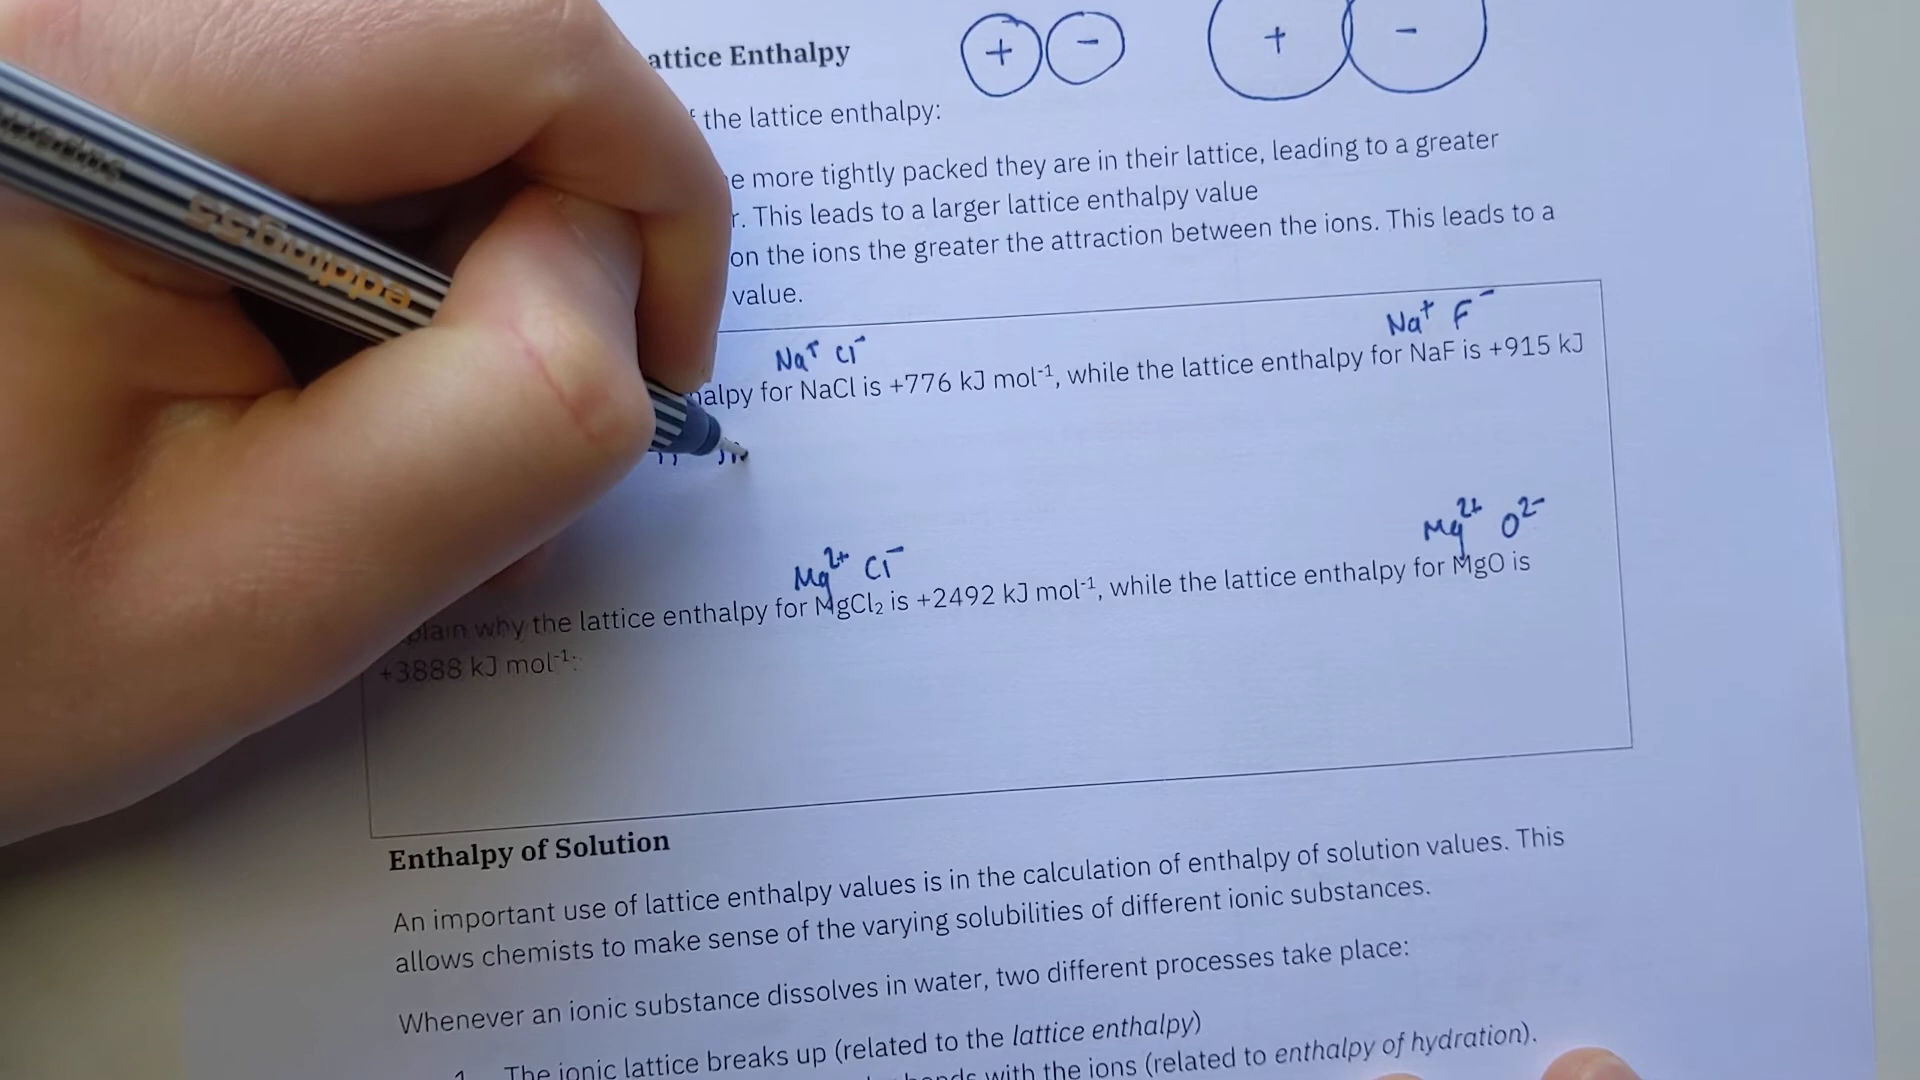 attice Enthalpy
+ - + -
the lattice enthalpy:
e more tightly packed they are in their lattice, leading to a greater
r. This leads to a larger lattice enthalpy value
on the ions the greater the attraction between the ions. This leads to a
value.
Na⁺ Cl⁻ Na⁺ F⁻
halpy for NaCl is +776 kJ mol⁻¹, while the lattice enthalpy for NaF is +915 kJ
edding 55
Mg²⁺ Cl⁻ Mg²⁺ O²⁻
plain why the lattice enthalpy for MgCl₂ is +2492 kJ mol⁻¹, while the lattice enthalpy for MgO is
+3888 kJ mol⁻¹:
Enthalpy of Solution
An important use of lattice enthalpy values is in the calculation of enthalpy of solution values. This
allows chemists to make sense of the varying solubilities of different ionic substances.
Whenever an ionic substance dissolves in water, two different processes take place:
1. The ionic lattice breaks up (related to the lattice enthalpy)
with the ions (related to enthalpy of hydration).